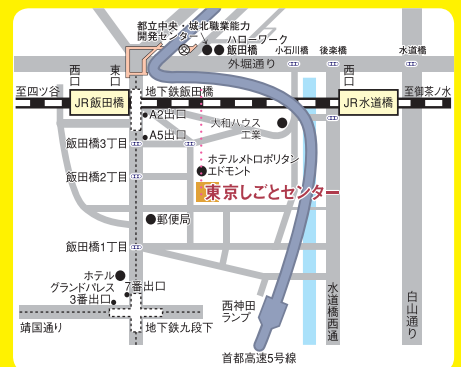 都立中央・城北職業能力
開発センター
ハローワーク
飯田橋
小石川橋
後楽橋
水道橋
外堀通り
西口
東口
西口
至四ツ谷
JR飯田橋
地下鉄飯田橋
JR水道橋
至御茶ノ水
A2出口
大和ハウス
工業
A5出口
飯田橋3丁目
ホテルメトロポリタン
エドモント
飯田橋2丁目
東京しごとセンター
郵便局
飯田橋1丁目
ホテル
グランドパレス
7番出口
3番出口
西神田
ランプ
水道橋西通
白山通り
靖国通り
地下鉄九段下
首都高速5号線